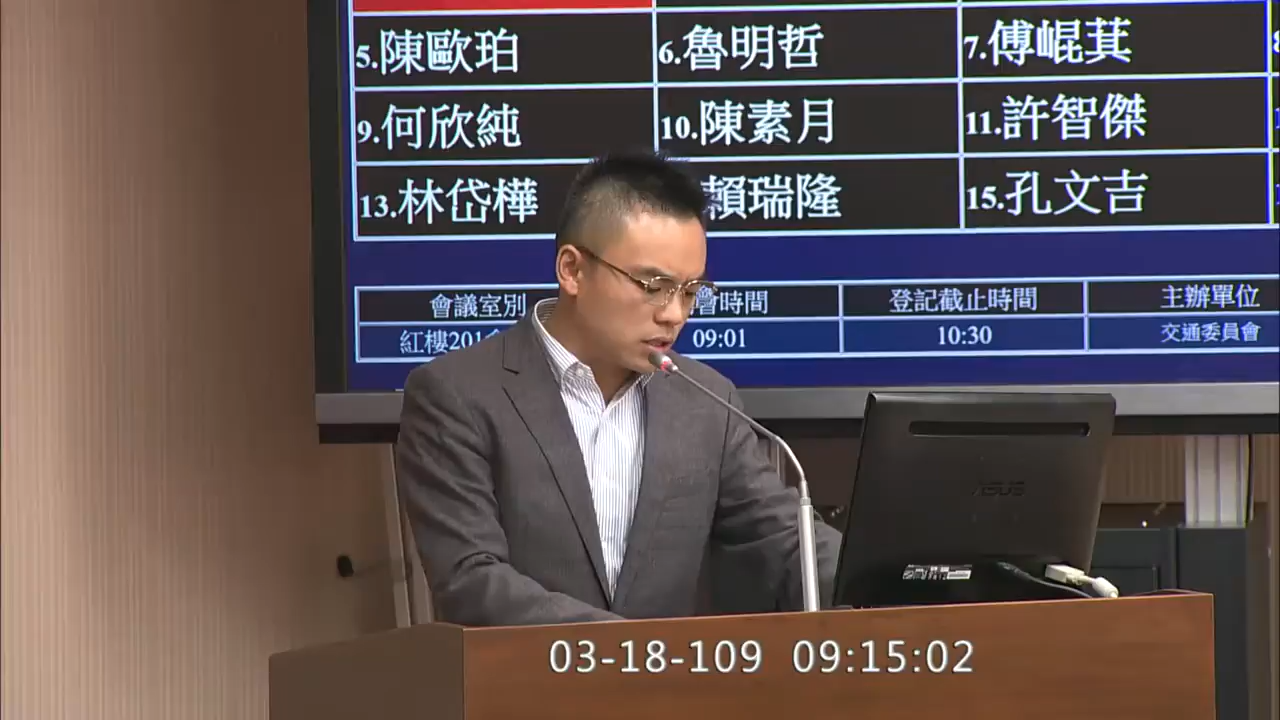 5.陳歐珀 6.魯明哲 7.傅崐萁
9.何欣純 10.陳素月 11.許智傑
13.林岱樺 賴瑞隆 15.孔文吉
會議室別 時間 登記截止時間 主辦單位
紅樓201 09:01 10:30 交通委員會
ASUS
03-18-109 09:15:02